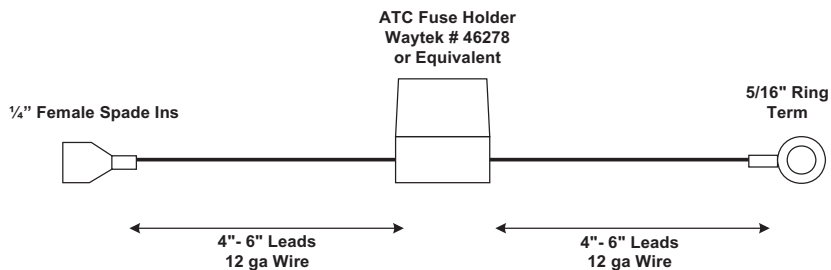 ATC Fuse Holder
Waytek # 46278
or Equivalent
¼” Female Spade Ins
5/16" Ring
Term
4"- 6" Leads
12 ga Wire
4"- 6" Leads
12 ga Wire